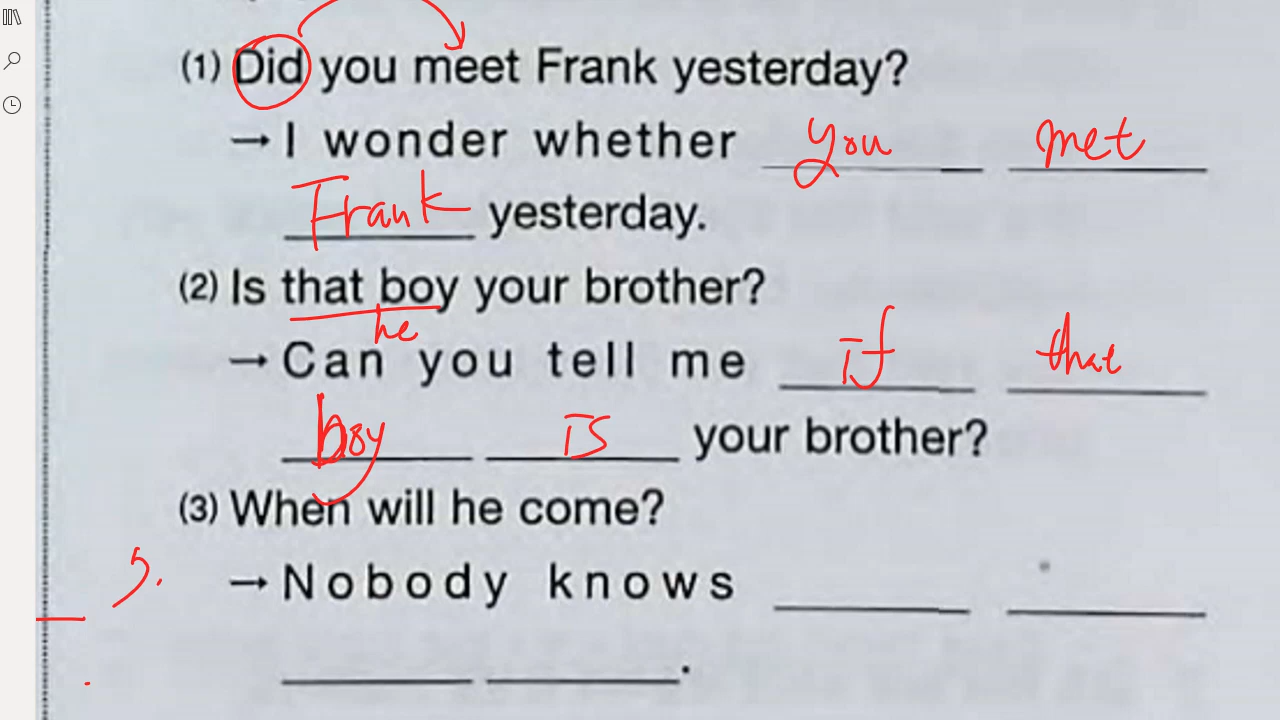 (1) Did you meet Frank yesterday?
→ I wonder whether you met
Frank yesterday.
(2) Is that boy your brother?
he
→ Can you tell me if that
boy is your brother?
(3) When will he come?
→ Nobody knows
.